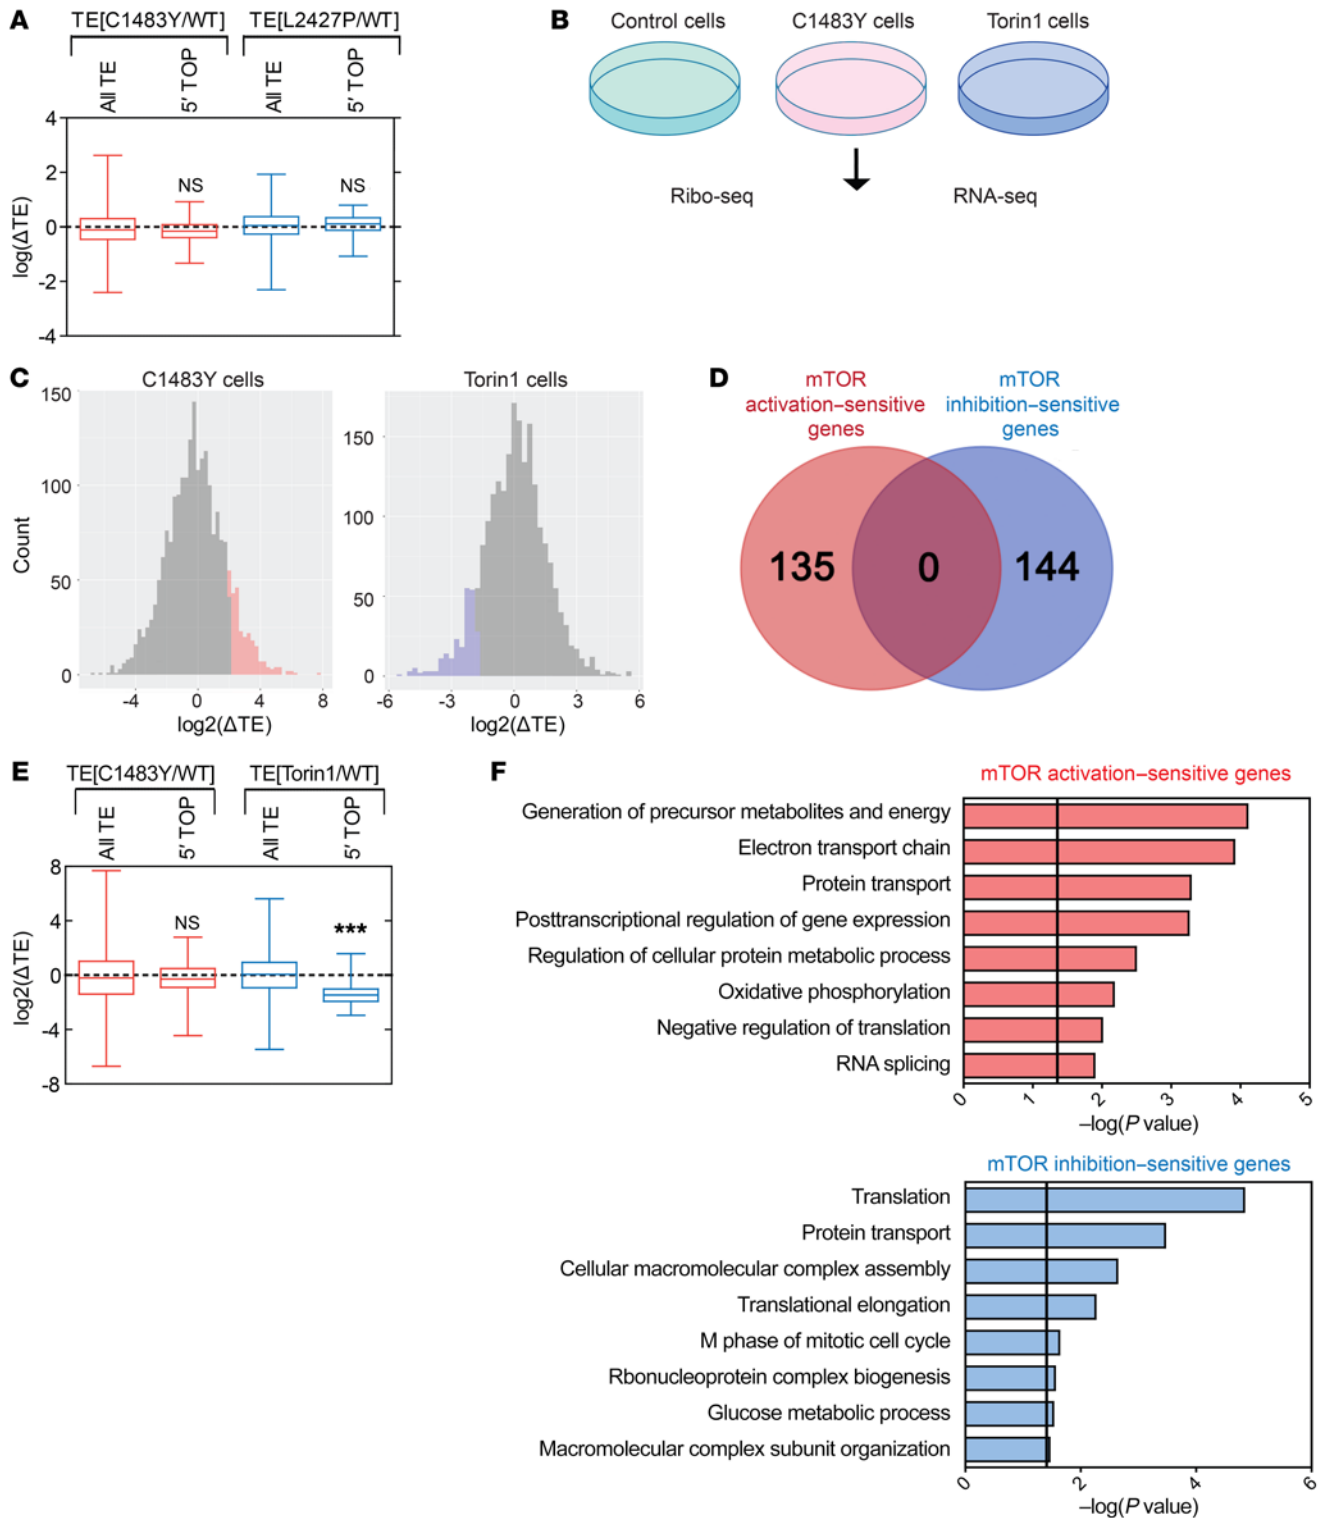 A
TE[C1483Y/WT]
TE[L2427P/WT]
All TE
5′ TOP
All TE
5′ TOP
4
2
0
-2
-4
log(ΔTE)
NS
NS
B
Control cells
C1483Y cells
Torin1 cells
Ribo-seq
RNA-seq
C
C1483Y cells
Torin1 cells
Count
150
100
50
0
-4
0
4
8
log2(ΔTE)
150
100
50
0
-6
-3
0
3
6
log2(ΔTE)
D
mTOR
activation–sensitive
genes
mTOR
inhibition–sensitive
genes
135
0
144
E
TE[C1483Y/WT]
TE[Torin1/WT]
All TE
5′ TOP
All TE
5′ TOP
8
4
0
-4
-8
log2(ΔTE)
NS
***
F
mTOR activation–sensitive genes
Generation of precursor metabolites and energy
Electron transport chain
Protein transport
Posttranscriptional regulation of gene expression
Regulation of cellular protein metabolic process
Oxidative phosphorylation
Negative regulation of translation
RNA splicing
0
1
2
3
4
5
–log(P value)
mTOR inhibition–sensitive genes
Translation
Protein transport
Cellular macromolecular complex assembly
Translational elongation
M phase of mitotic cell cycle
Rbonucleoprotein complex biogenesis
Glucose metabolic process
Macromolecular complex subunit organization
0
2
4
6
–log(P value)